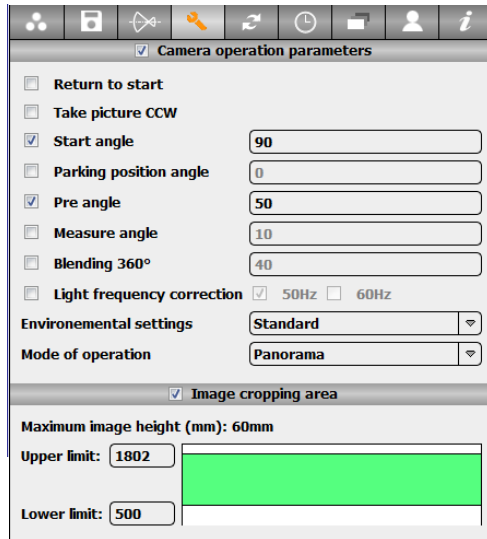 Camera operation parameters
Return to start
Take picture CCW
Start angle 90
Parking position angle 0
Pre angle 50
Measure angle 10
Blending 360° 40
Light frequency correction 50Hz 60Hz
Environemental settings Standard
Mode of operation Panorama
Image cropping area
Maximum image height (mm): 60mm
Upper limit: 1802
Lower limit: 500